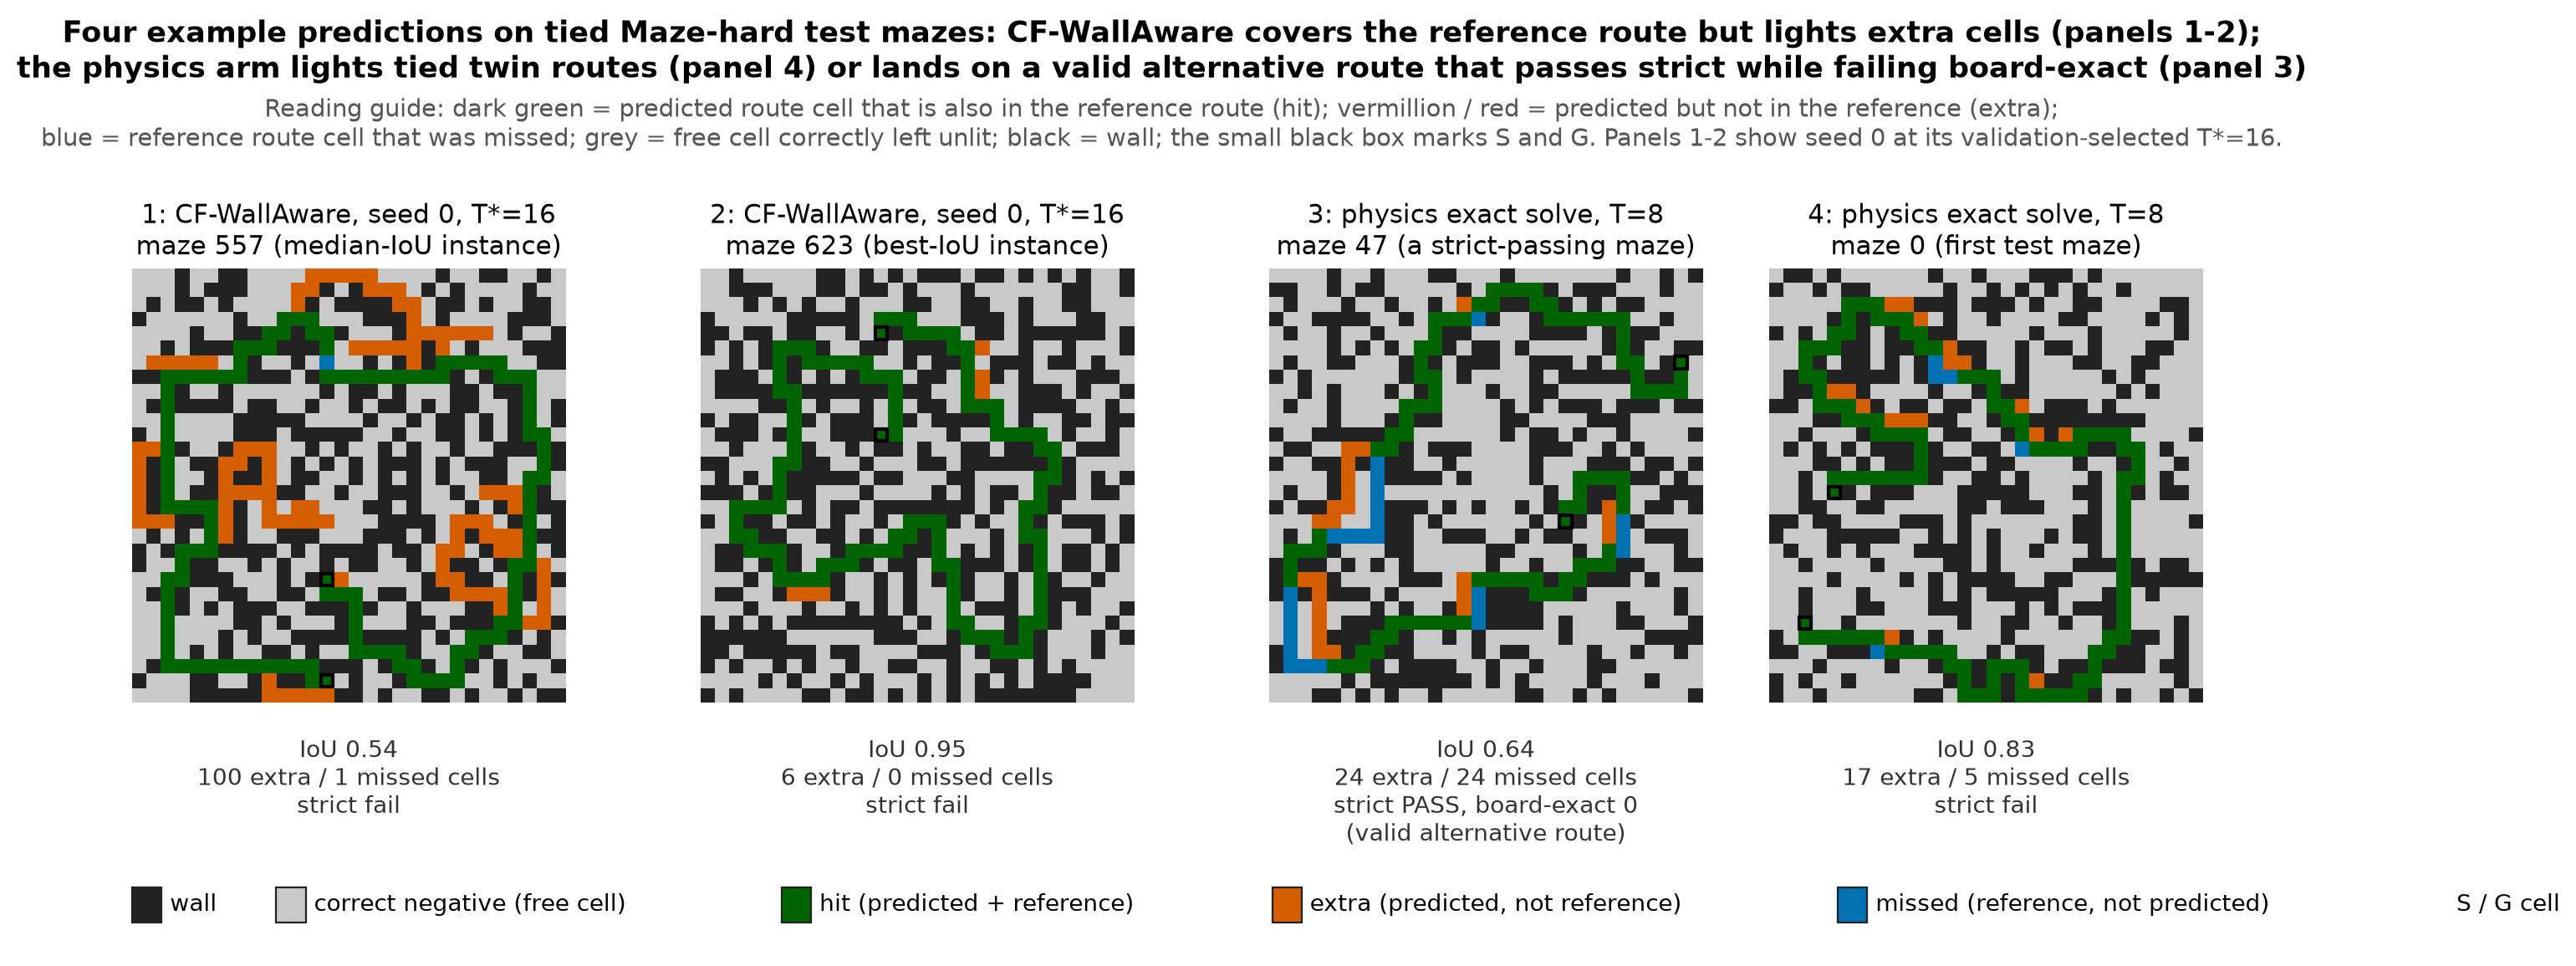 Four example predictions on tied Maze-hard test mazes: CF-WallAware covers the reference route but lights extra cells (panels 1-2);
the physics arm lights tied twin routes (panel 4) or lands on a valid alternative route that passes strict while failing board-exact (panel 3)
Reading guide: dark green = predicted route cell that is also in the reference route (hit); vermillion / red = predicted but not in the reference (extra);
blue = reference route cell that was missed; grey = free cell correctly left unlit; black = wall; the small black box marks S and G. Panels 1-2 show seed 0 at its validation-selected T*=16.
1: CF-WallAware, seed 0, T*=16
maze 557 (median-IoU instance)
2: CF-WallAware, seed 0, T*=16
maze 623 (best-IoU instance)
3: physics exact solve, T=8
maze 47 (a strict-passing maze)
4: physics exact solve, T=8
maze 0 (first test maze)
IoU 0.54
100 extra / 1 missed cells
strict fail
IoU 0.95
6 extra / 0 missed cells
strict fail
IoU 0.64
24 extra / 24 missed cells
strict PASS, board-exact 0
(valid alternative route)
IoU 0.83
17 extra / 5 missed cells
strict fail
wall
correct negative (free cell)
hit (predicted + reference)
extra (predicted, not reference)
missed (reference, not predicted)
S / G cell